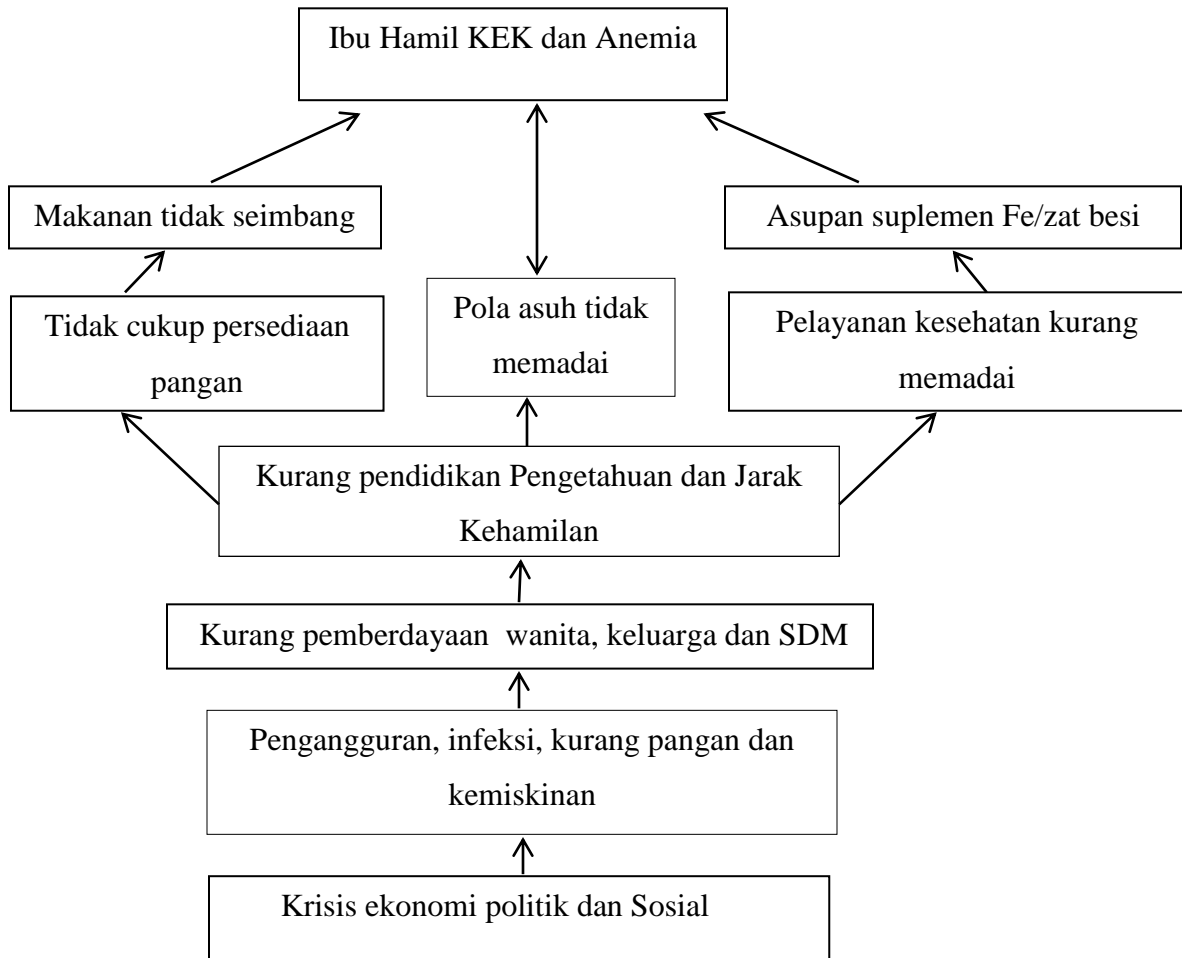 Ibu Hamil KEK dan Anemia
Makanan tidak seimbang
Asupan suplemen Fe/zat besi
Tidak cukup persediaan
pangan
Pola asuh tidak
memadai
Pelayanan kesehatan kurang
memadai
Kurang pendidikan Pengetahuan dan Jarak
Kehamilan
Kurang pemberdayaan  wanita, keluarga dan SDM
Pengangguran, infeksi, kurang pangan dan
kemiskinan
Krisis ekonomi politik dan Sosial